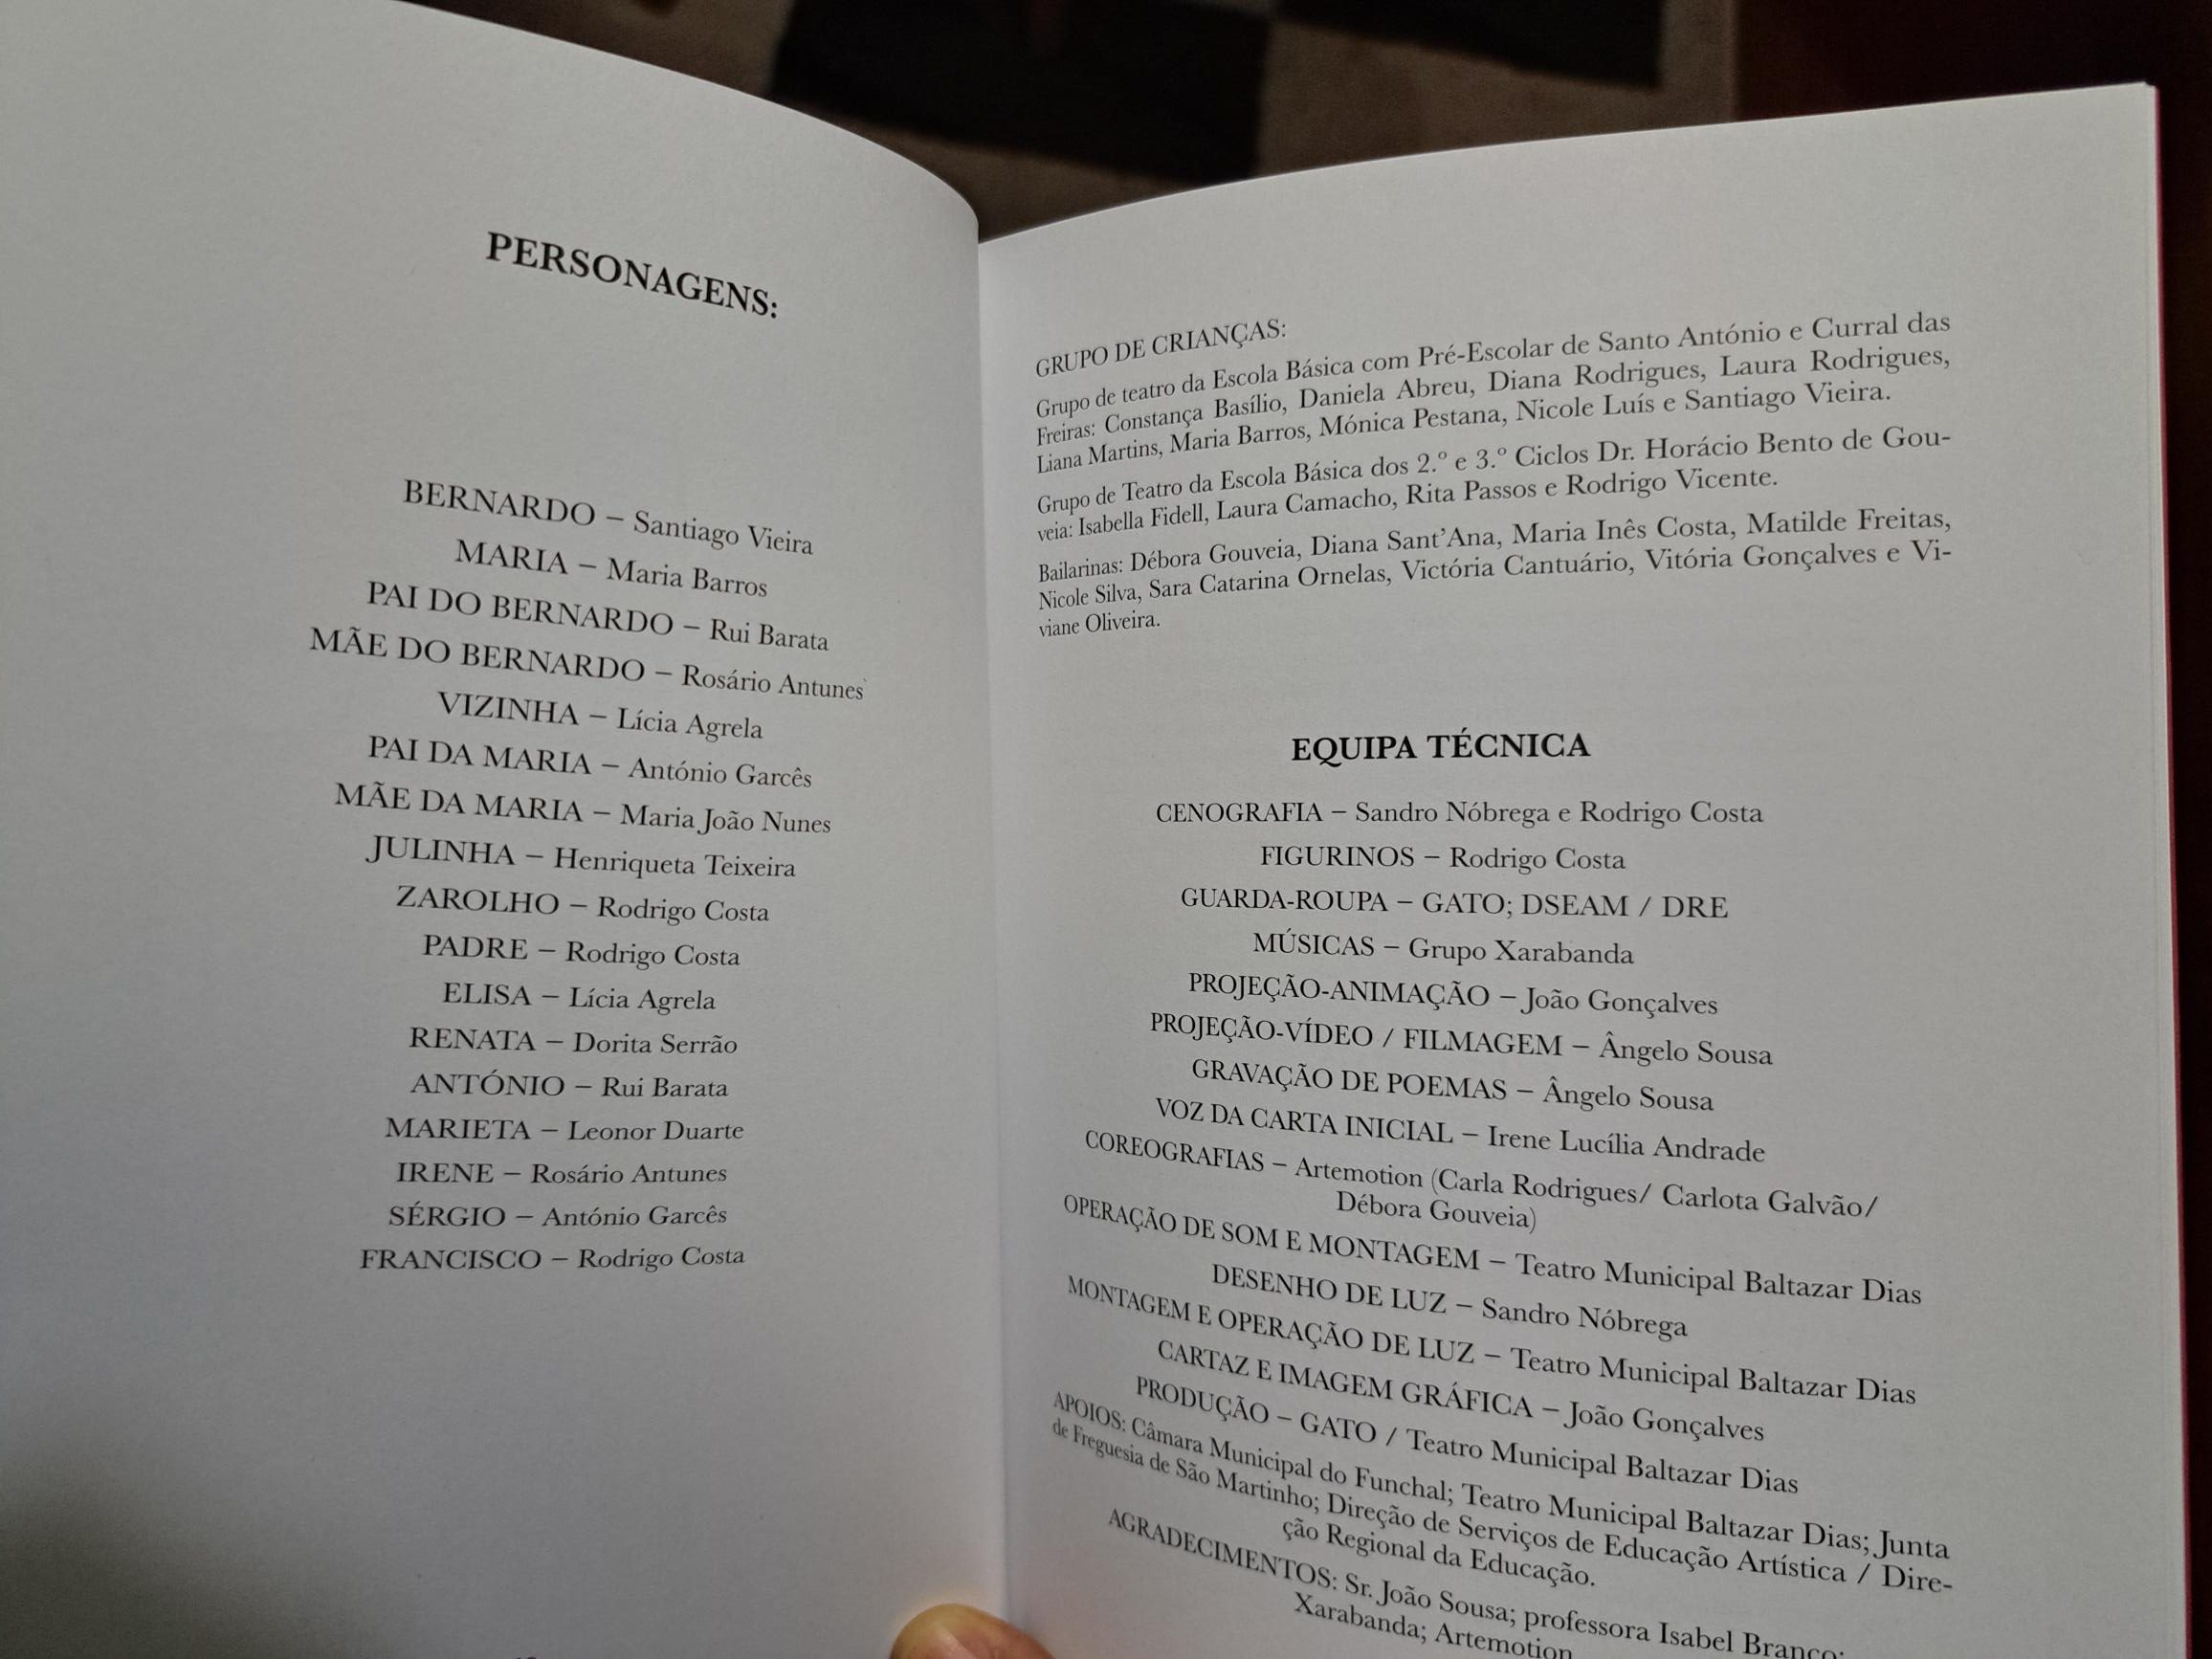 PERSONAGENS:
BERNARDO – Santiago Vieira
MARIA – Maria Barros
PAI DO BERNARDO – Rui Barata
MÃE DO BERNARDO – Rosário Antunes
VIZINHA – Lícia Agrela
PAI DA MARIA – António Garcês
MÃE DA MARIA – Maria João Nunes
JULINHA – Henriqueta Teixeira
ZAROLHO – Rodrigo Costa
PADRE – Rodrigo Costa
ELISA – Lícia Agrela
RENATA – Dorita Serrão
ANTÓNIO – Rui Barata
MARIETA – Leonor Duarte
IRENE – Rosário Antunes
SÉRGIO – António Garcês
FRANCISCO – Rodrigo Costa
GRUPO DE CRIANÇAS:
Grupo de teatro da Escola Básica com Pré-Escolar de Santo António e Curral das
Freiras: Constança Basílio, Daniela Abreu, Diana Rodrigues, Laura Rodrigues,
Liana Martins, Maria Barros, Mónica Pestana, Nicole Luís e Santiago Vieira.
Grupo de Teatro da Escola Básica dos 2.º e 3.º Ciclos Dr. Horácio Bento de Gou-
veia: Isabella Fidell, Laura Camacho, Rita Passos e Rodrigo Vicente.
Bailarinas: Débora Gouveia, Diana Sant'Ana, Maria Inês Costa, Matilde Freitas,
Nicole Silva, Sara Catarina Ornelas, Victória Cantuário, Vitória Gonçalves e Vi-
viane Oliveira.
EQUIPA TÉCNICA
CENOGRAFIA – Sandro Nóbrega e Rodrigo Costa
FIGURINOS – Rodrigo Costa
GUARDA-ROUPA – GATO; DSEAM / DRE
MÚSICAS – Grupo Xarabanda
PROJEÇÃO-ANIMAÇÃO – João Gonçalves
PROJEÇÃO-VÍDEO / FILMAGEM – Ângelo Sousa
GRAVAÇÃO DE POEMAS – Ângelo Sousa
VOZ DA CARTA INICIAL – Irene Lucília Andrade
COREOGRAFIAS – Artemotion (Carla Rodrigues/ Carlota Galvão/
Débora Gouveia)
OPERAÇÃO DE SOM E MONTAGEM – Teatro Municipal Baltazar Dias
DESENHO DE LUZ – Sandro Nóbrega
MONTAGEM E OPERAÇÃO DE LUZ – Teatro Municipal Baltazar Dias
CARTAZ E IMAGEM GRÁFICA – João Gonçalves
PRODUÇÃO – GATO / Teatro Municipal Baltazar Dias
APOIOS: Câmara Municipal do Funchal; Teatro Municipal Baltazar Dias; Junta
de Freguesia de São Martinho; Direção de Serviços de Educação Artística / Dire-
ção Regional da Educação.
AGRADECIMENTOS: Sr. João Sousa; professora Isabel Branco;
Xarabanda; Artemotion